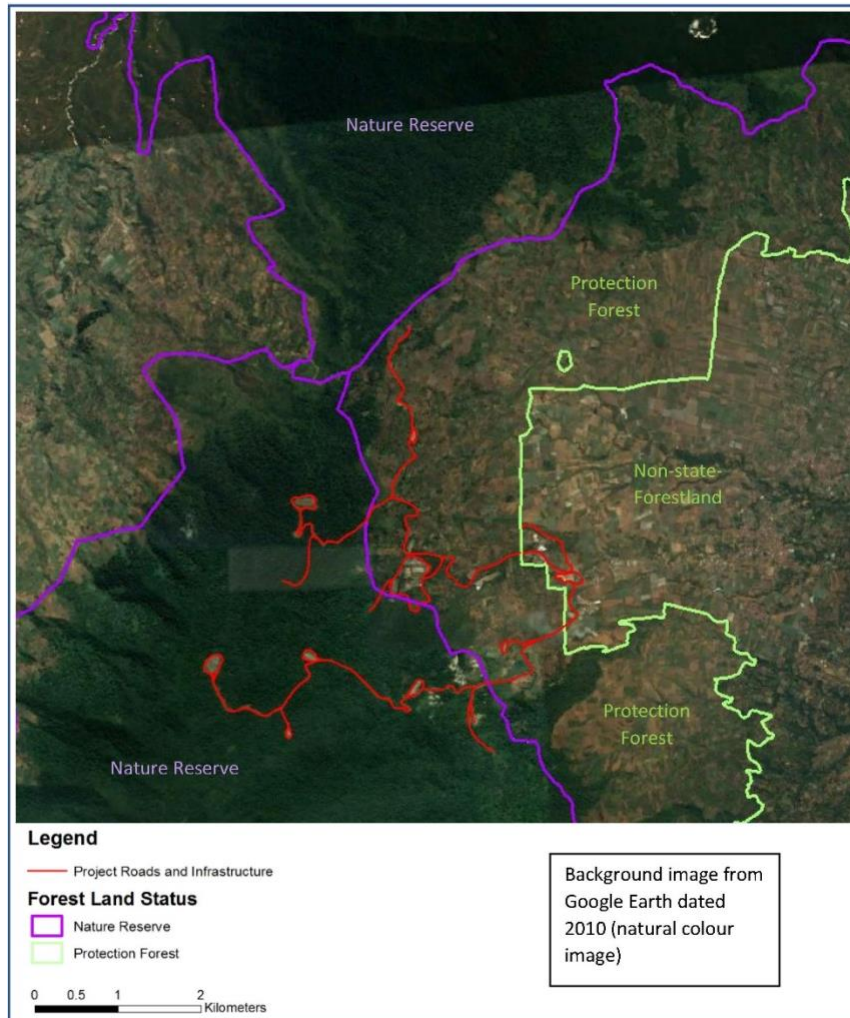 Nature Reserve
Protection
Forest
Non-state-
Forestland
Protection
Forest
Nature Reserve
Legend
Project Roads and Infrastructure
Forest Land Status
Nature Reserve
Protection Forest
0 0.5 1 2
Kilometers
Background image from
Google Earth dated
2010 (natural colour
image)